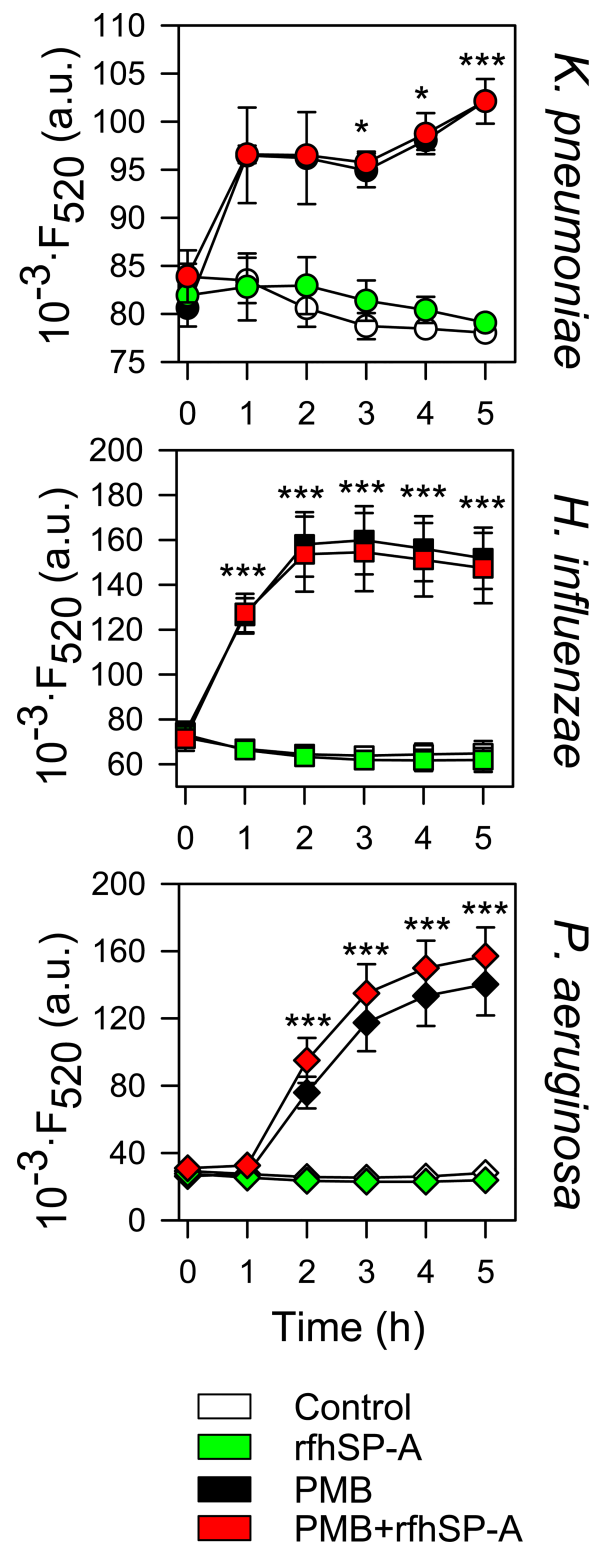 110
105
100
95
90
85
80
75
10-3·F520 (a.u.)
* * ***
0 1 2 3 4 5
K. pneumoniae
200
180
160
140
120
100
80
60
10-3·F520 (a.u.)
*** *** *** *** ***
0 1 2 3 4 5
H. influenzae
200
160
120
80
40
0
10-3·F520 (a.u.)
*** *** *** ***
0 1 2 3 4 5
P. aeruginosa
Time (h)
Control
rfhSP-A
PMB
PMB+rfhSP-A